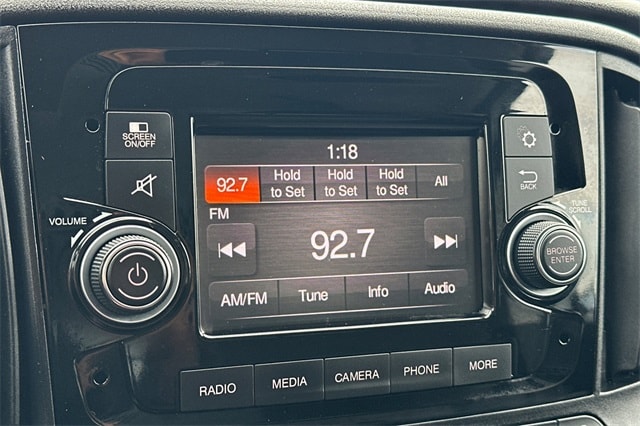 SCREEN
ON/OFF
1:18
92.7
Hold
to Set
Hold
to Set
Hold
to Set
All
BACK
FM
VOLUME
TUNE
SCROLL
92.7
BROWSE
ENTER
AM/FM
Tune
Info
Audio
RADIO
MEDIA
CAMERA
PHONE
MORE